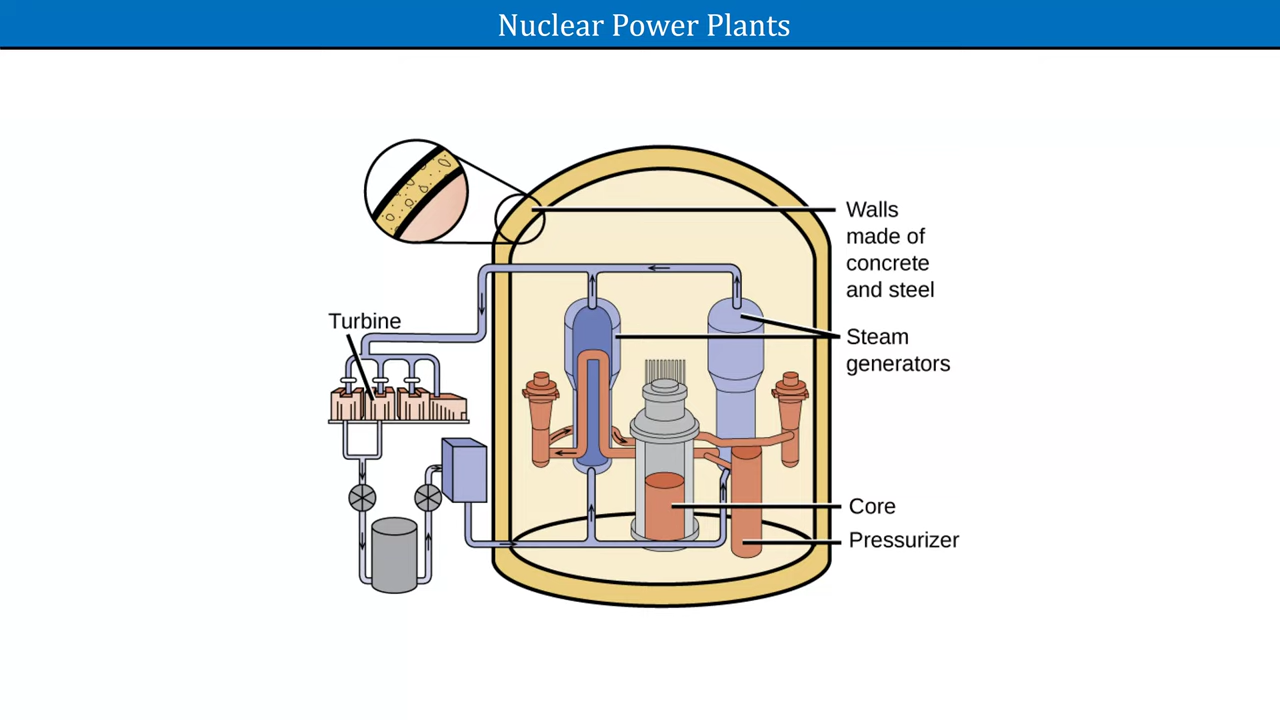 Nuclear Power Plants
Walls
made of
concrete
and steel
Turbine
Steam
generators
Core
Pressurizer